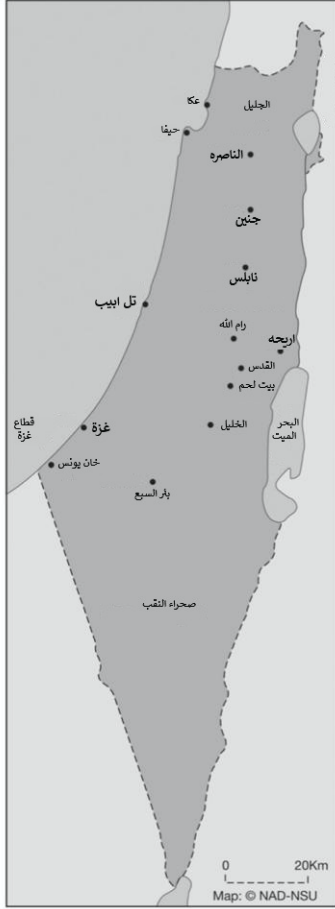 عكا
الجليل
حيفا
الناصره
جنين
نابلس
تل ابيب
رام الله
اريحه
القدس
بيت لحم
البحر
الميت
الخليل
غزة
قطاع
غزة
خان يونس
بئر السبع
صحراء النقب
0 20Km
Map: © NAD-NSU